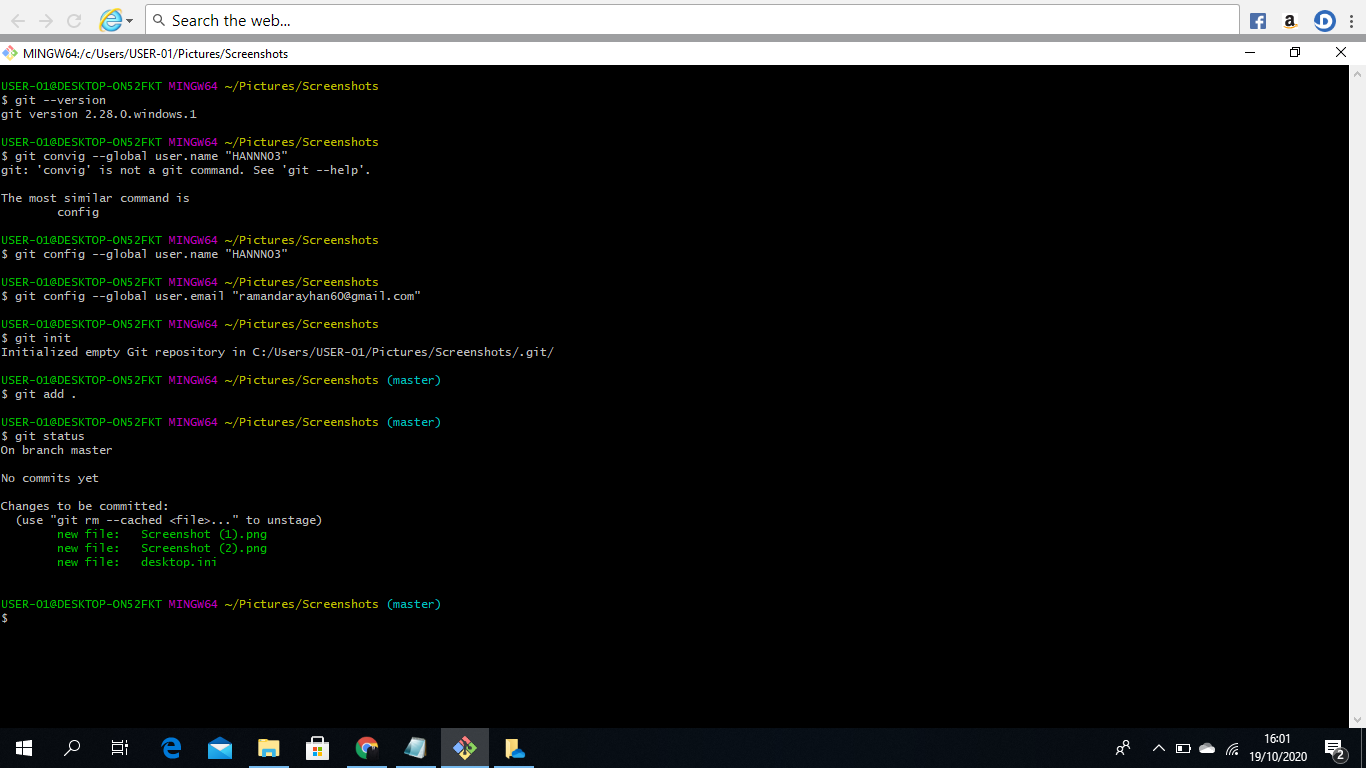 Search the web...
MINGW64:/c/Users/USER-01/Pictures/Screenshots
USER-01@DESKTOP-ON52FKT MINGW64 ~/Pictures/Screenshots
$ git --version
git version 2.28.0.windows.1
USER-01@DESKTOP-ON52FKT MINGW64 ~/Pictures/Screenshots
$ git convig --global user.name "HANNNO3"
git: 'convig' is not a git command. See 'git --help'.
The most similar command is
config
USER-01@DESKTOP-ON52FKT MINGW64 ~/Pictures/Screenshots
$ git config --global user.name "HANNNO3"
USER-01@DESKTOP-ON52FKT MINGW64 ~/Pictures/Screenshots
$ git config --global user.email "ramandarayhan60@gmail.com"
USER-01@DESKTOP-ON52FKT MINGW64 ~/Pictures/Screenshots
$ git init
Initialized empty Git repository in C:/Users/USER-01/Pictures/Screenshots/.git/
USER-01@DESKTOP-ON52FKT MINGW64 ~/Pictures/Screenshots (master)
$ git add .
USER-01@DESKTOP-ON52FKT MINGW64 ~/Pictures/Screenshots (master)
$ git status
On branch master
No commits yet
Changes to be committed:
(use "git rm --cached <file>..." to unstage)
new file: Screenshot (1).png
new file: Screenshot (2).png
new file: desktop.ini
USER-01@DESKTOP-ON52FKT MINGW64 ~/Pictures/Screenshots (master)
$
16:01
19/10/2020
2